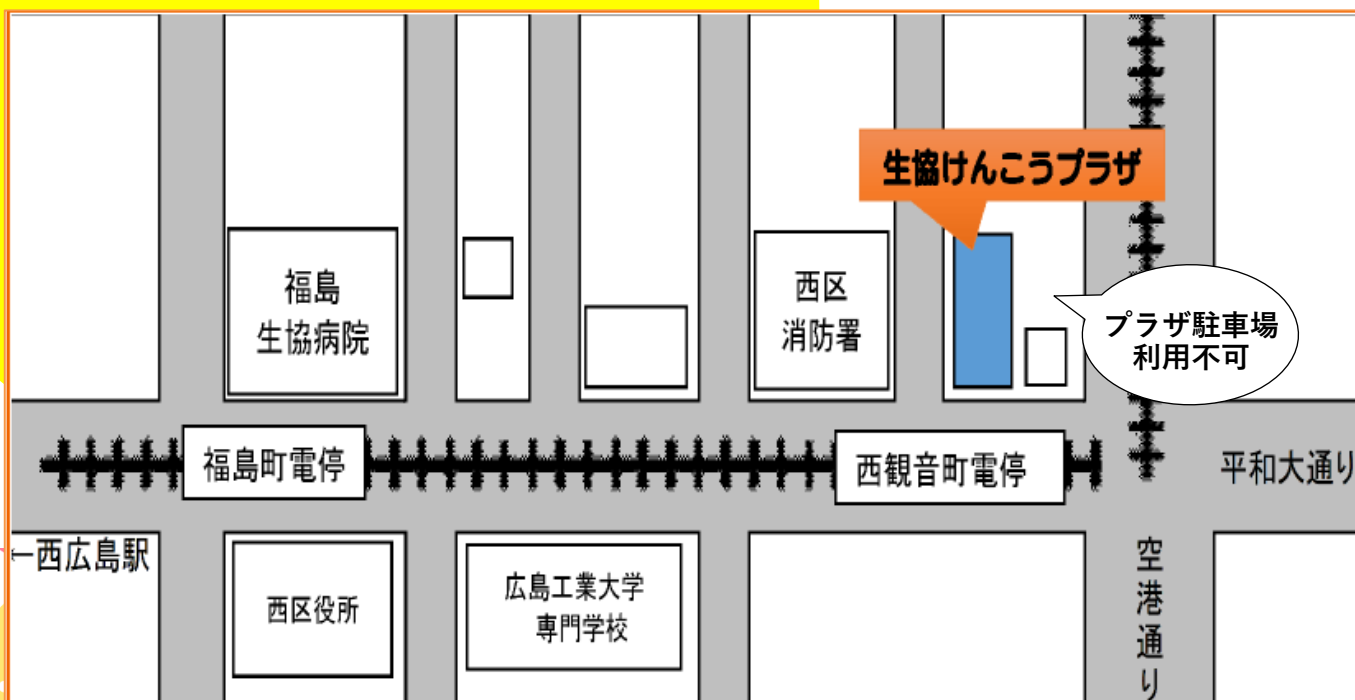 生協けんこうプラザ
福島
生協病院
西区
消防署
プラザ駐車場
利用不可
福島町電停
西観音町電停
平和大通り
←西広島駅
西区役所
広島工業大学
専門学校
空港通り